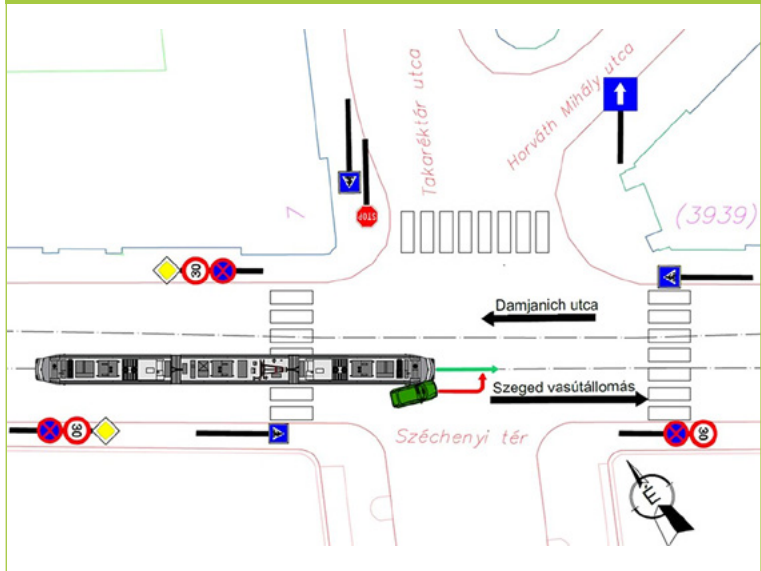 Takaréktár utca
Horváth Mihály utca
7
STOP
(3939)
30
Damjanich utca
Szeged vasútállomás
30
Széchenyi tér
30
É